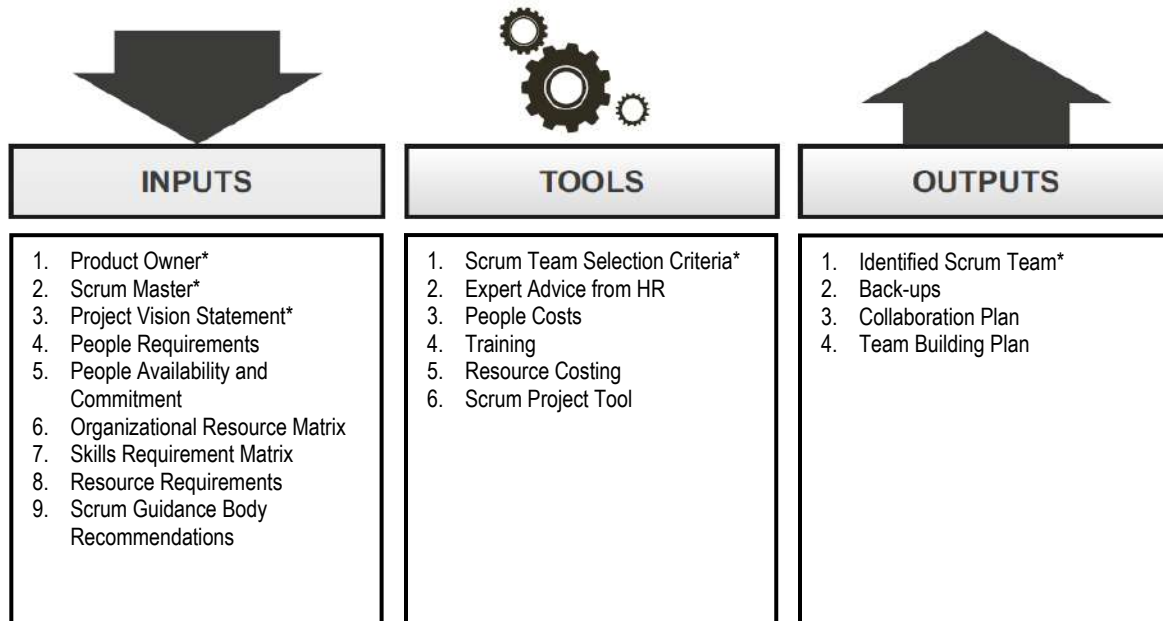 INPUTS
1. Product Owner*
2. Scrum Master*
3. Project Vision Statement*
4. People Requirements
5. People Availability and
Commitment
6. Organizational Resource Matrix
7. Skills Requirement Matrix
8. Resource Requirements
9. Scrum Guidance Body
Recommendations
TOOLS
1. Scrum Team Selection Criteria*
2. Expert Advice from HR
3. People Costs
4. Training
5. Resource Costing
6. Scrum Project Tool
OUTPUTS
1. Identified Scrum Team*
2. Back-ups
3. Collaboration Plan
4. Team Building Plan